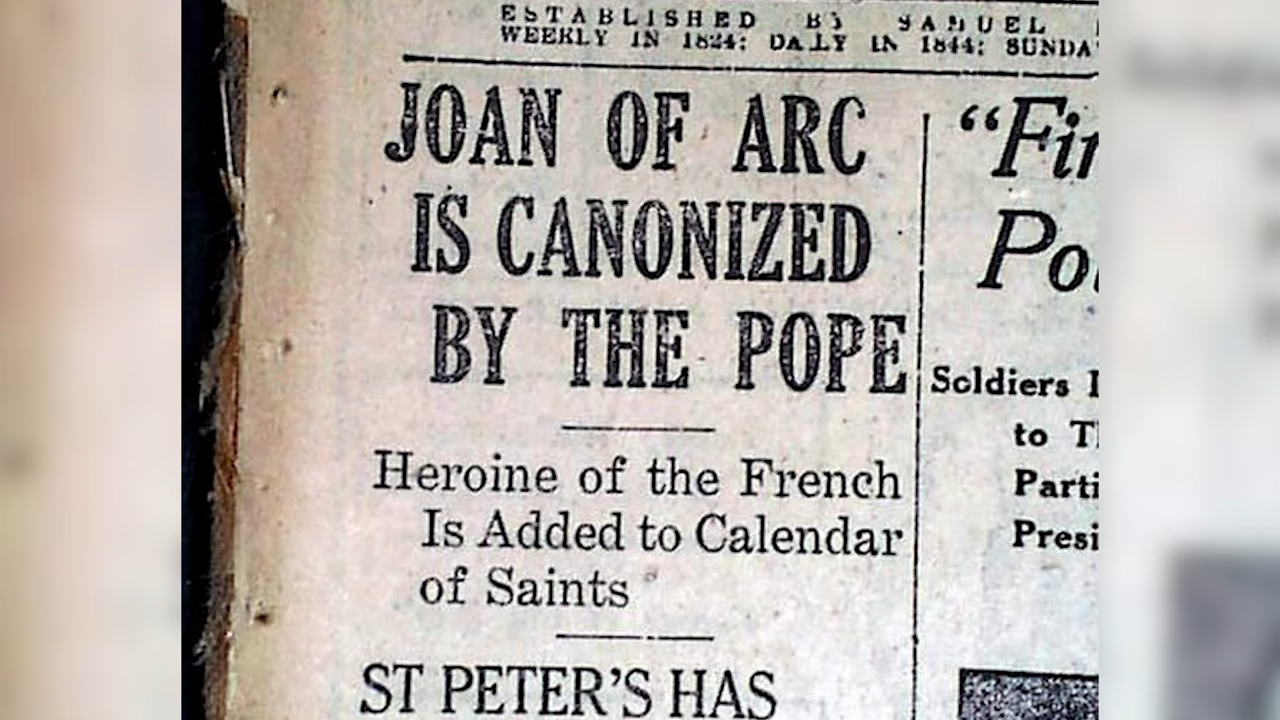 ESTABLISHED BY SAMUEL
WEEKLY IN 1824; DAILY IN 1844; SUNDA
JOAN OF ARC
IS CANONIZED
BY THE POPE
Heroine of the French
Is Added to Calendar
of Saints
ST PETER'S HAS
"Fir
Po
Soldiers
to T
Parti
Presi